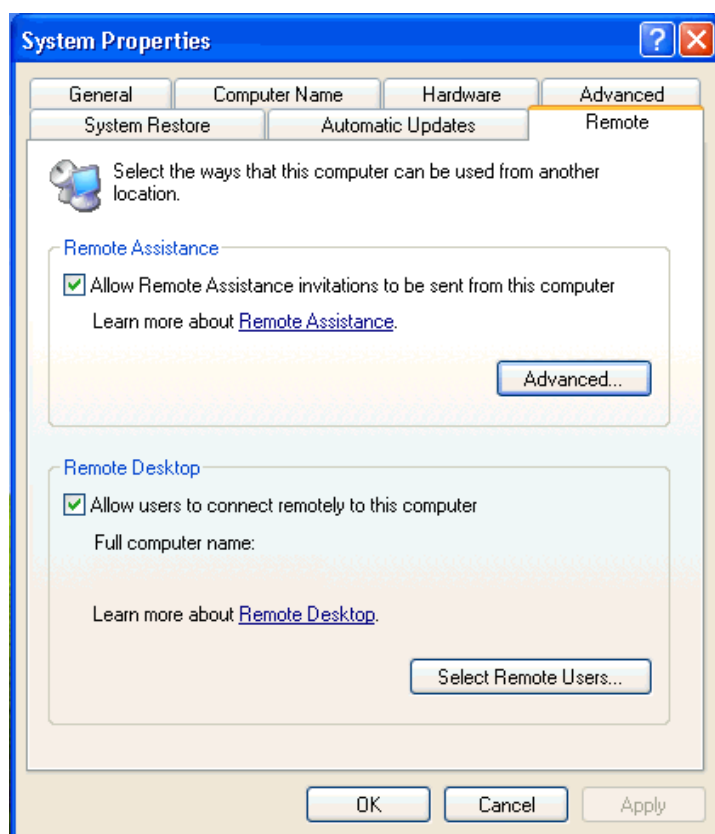 System Properties
?
General Computer Name Hardware Advanced
System Restore Automatic Updates Remote
Select the ways that this computer can be used from another
location.
Remote Assistance
Allow Remote Assistance invitations to be sent from this computer
Learn more about Remote Assistance.
Advanced...
Remote Desktop
Allow users to connect remotely to this computer
Full computer name:
Learn more about Remote Desktop.
Select Remote Users...
OK Cancel Apply